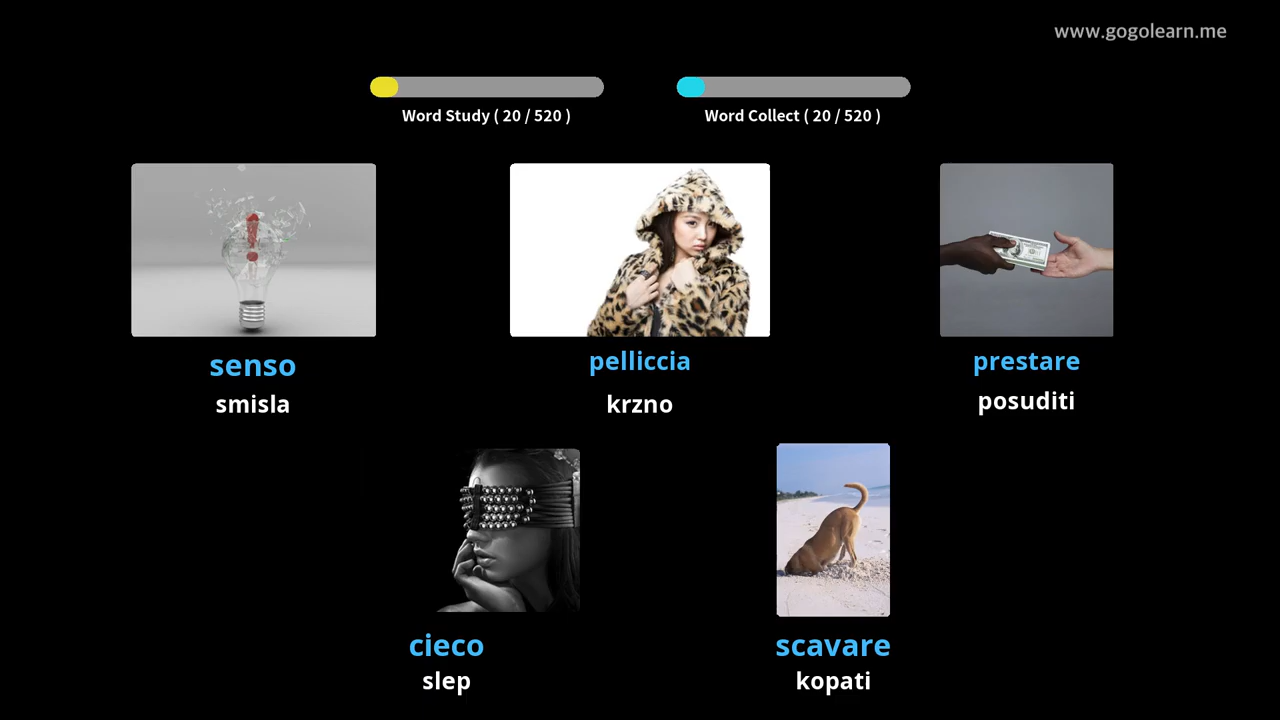 www.gogolearn.me
Word Study ( 20 / 520 )
Word Collect ( 20 / 520 )
senso
smisla
pelliccia
krzno
prestare
posuditi
cieco
slep
scavare
kopati